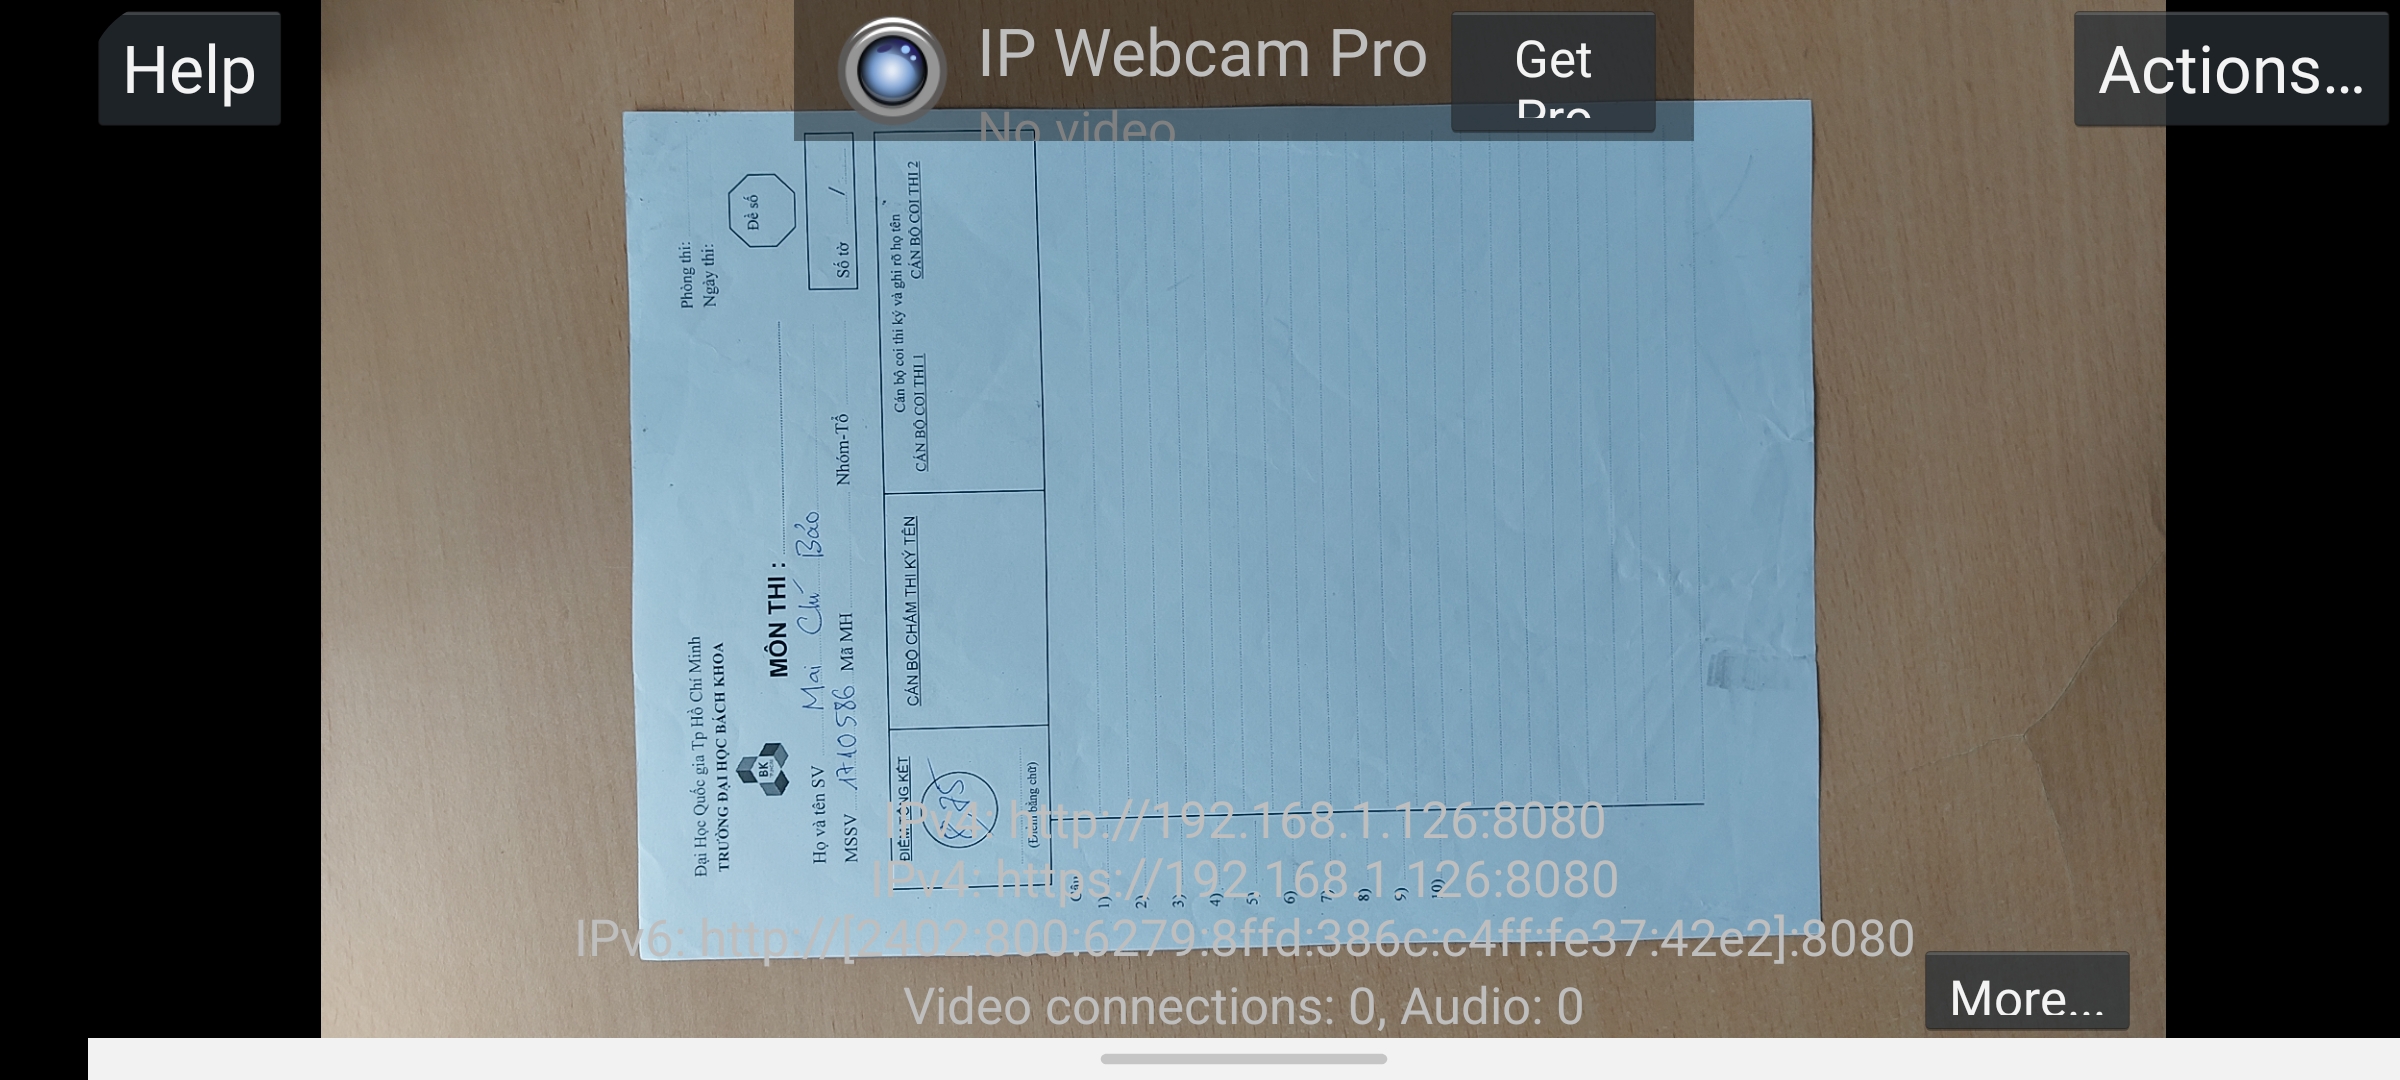 Help
IP Webcam Pro
Get
Pro
Actions...
No video
Đại Học Quốc gia Tp Hồ Chí Minh
TRƯỜNG ĐẠI HỌC BÁCH KHOA
BK
TP.HCM
Phòng thi:
Ngày thi:
Đề số
MÔN THI :
Họ và tên SV Mai Chí Bảo
MSSV 1710586 Mã MH Nhóm-Tổ
Số tờ /
ĐIỂM TỔNG KẾT
8,75
(Điểm bằng chữ)
CÁN BỘ CHẤM THI KÝ TÊN
Cán bộ coi thi ký và ghi rõ họ tên
CÁN BỘ COI THI 1 CÁN BỘ COI THI 2
Câu
1)
2)
3)
4)
5)
6)
7)
8)
9)
10)
IPv4: http://192.168.1.126:8080
IPv4: https://192.168.1.126:8080
IPv6: http://[2402:800:6279:8ffd:386c:c4ff:fe37:42e2]:8080
Video connections: 0, Audio: 0
More...